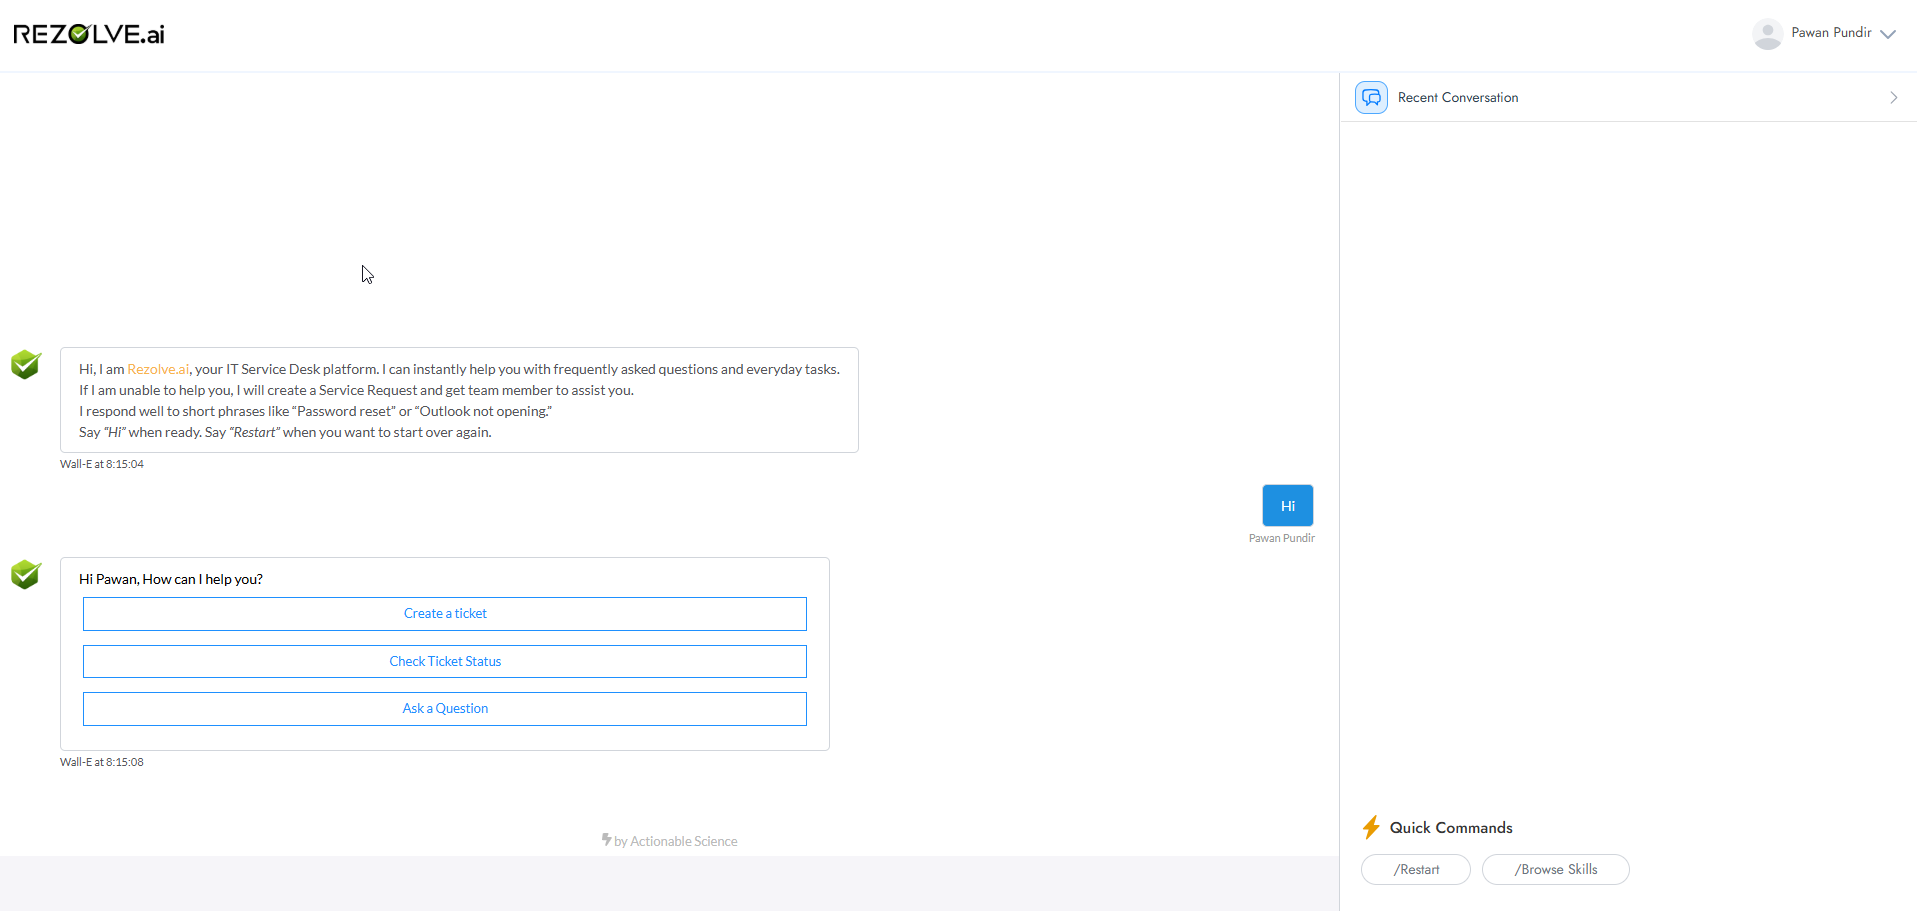 REZOLVE.ai
Pawan Pundir
Recent Conversation
Hi, I am Rezolve.ai, your IT Service Desk platform. I can instantly help you with frequently asked questions and everyday tasks.
If I am unable to help you, I will create a Service Request and get team member to assist you.
I respond well to short phrases like “Password reset” or “Outlook not opening.”
Say “Hi” when ready. Say “Restart” when you want to start over again.
Wall-E at 8:15:04
Hi
Pawan Pundir
Hi Pawan, How can I help you?
Create a ticket
Check Ticket Status
Ask a Question
Wall-E at 8:15:08
by Actionable Science
Quick Commands
/Restart
/Browse Skills